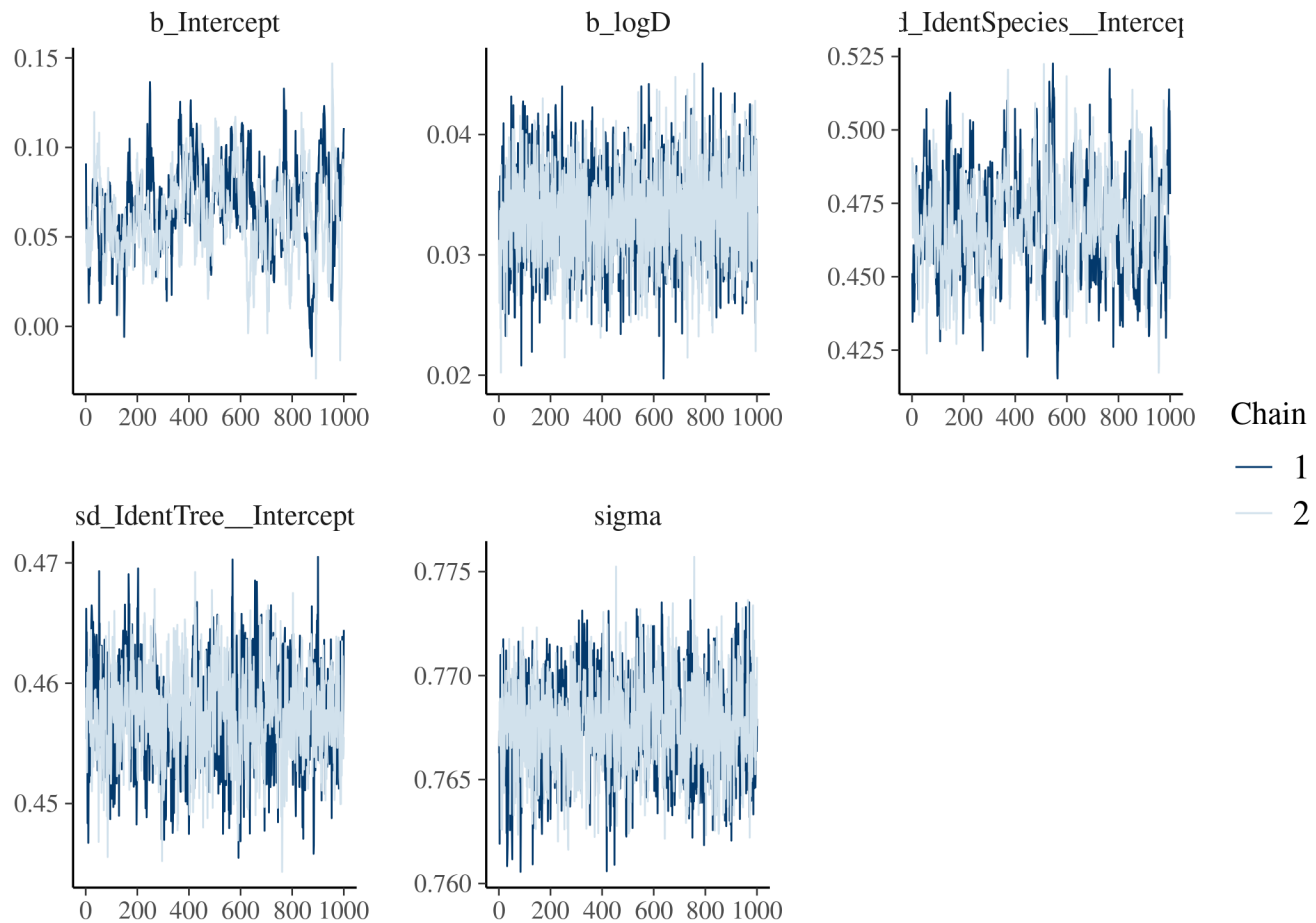 b_Intercept
b_logD
d_IdentSpecies__Intercep
0.15
0.10
0.05
0.00
0.04
0.03
0.02
0.525
0.500
0.475
0.450
0.425
0 200 400 600 800 1000
0 200 400 600 800 1000
0 200 400 600 800 1000
Chain
1
2
sd_IdentTree__Intercept
sigma
0.47
0.46
0.45
0.775
0.770
0.765
0.760
0 200 400 600 800 1000
0 200 400 600 800 1000